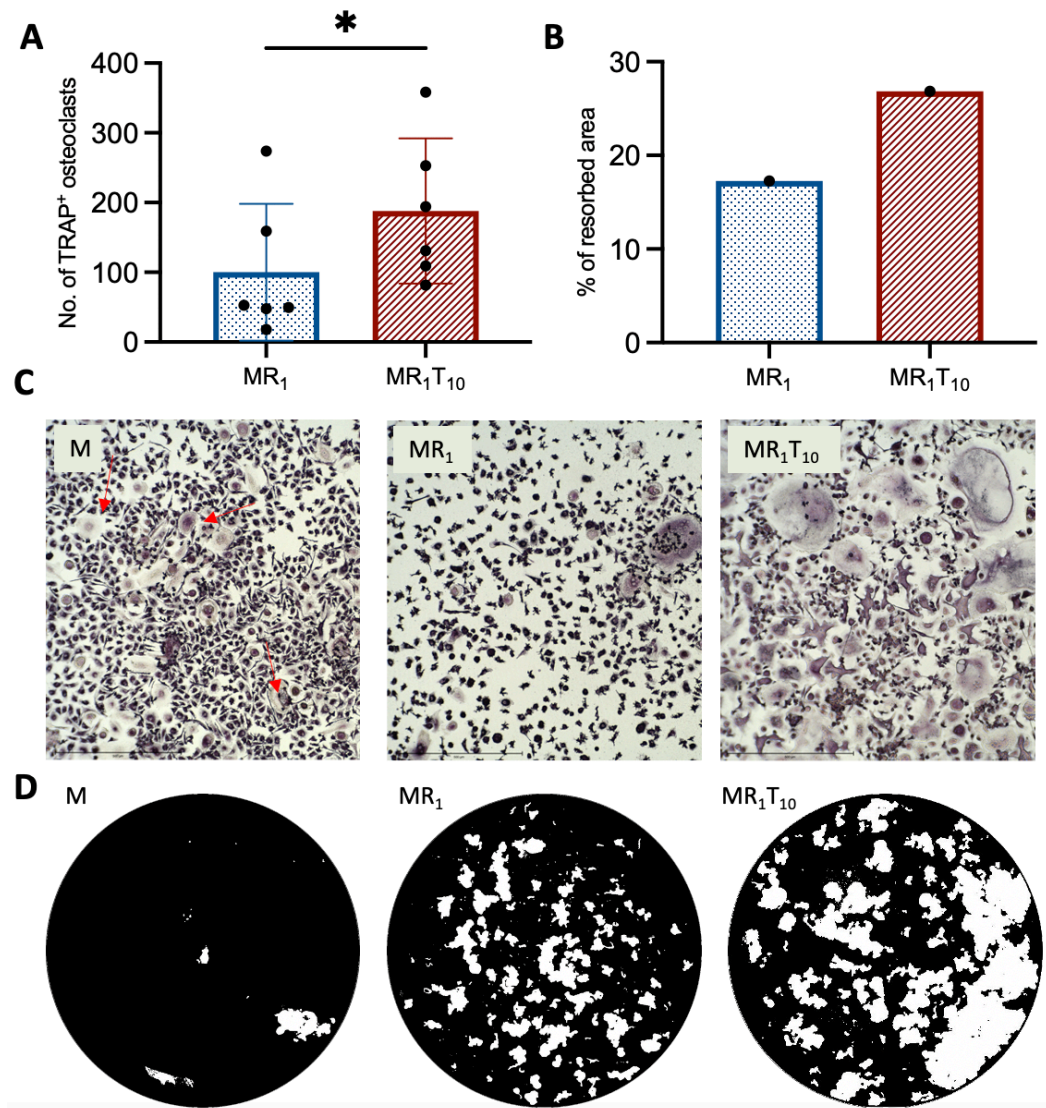 A
✱
400
300
200
100
0
No. of TRAP⁺ osteoclasts
MR₁
MR₁T₁₀
B
30
20
10
0
% of resorbed area
MR₁
MR₁T₁₀
C
M
MR₁
MR₁T₁₀
D
M
MR₁
MR₁T₁₀